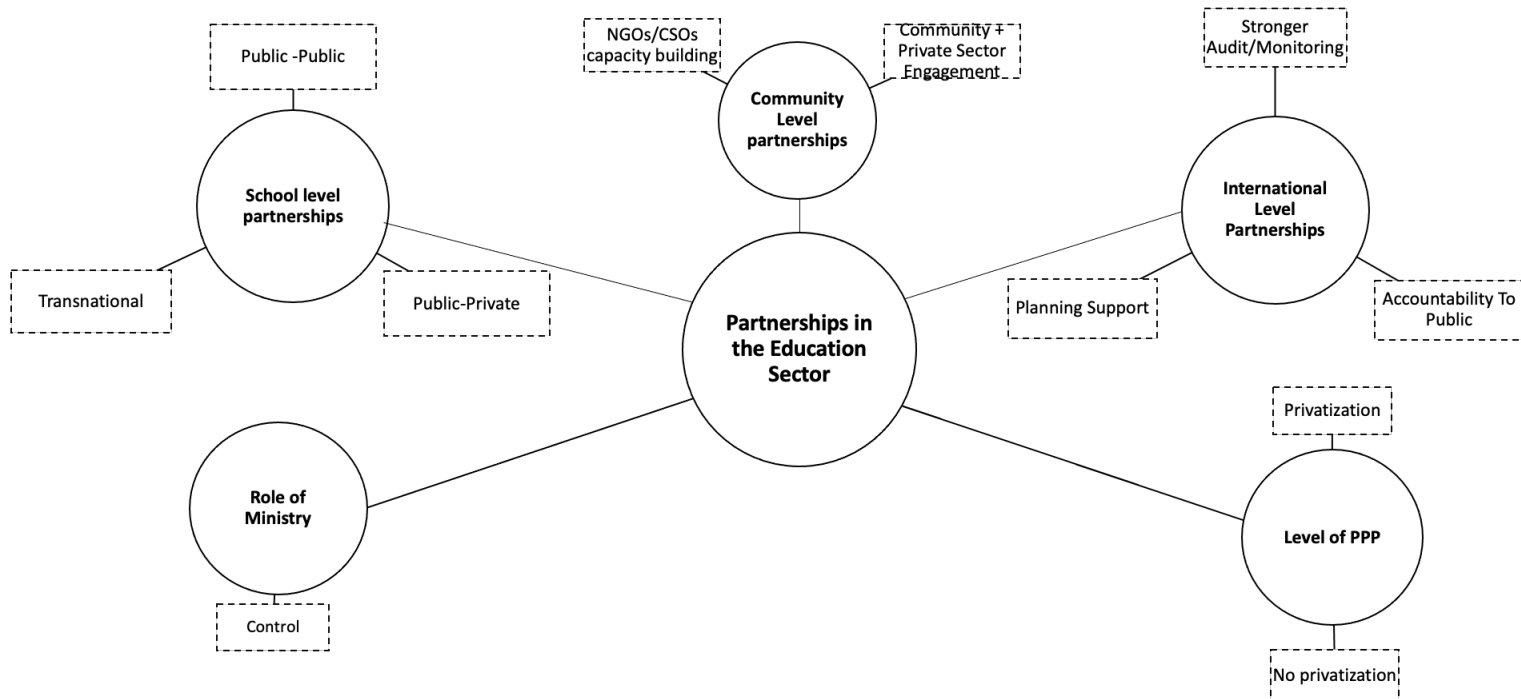 Public -Public
School level
partnerships
Transnational
Public-Private
NGOs/CSOs
capacity building
Community +
Private Sector
Engagement
Community
Level
partnerships
Stronger
Audit/Monitoring
International
Level
Partnerships
Planning Support
Accountability To
Public
Partnerships in
the Education
Sector
Role of
Ministry
Control
Privatization
Level of PPP
No privatization